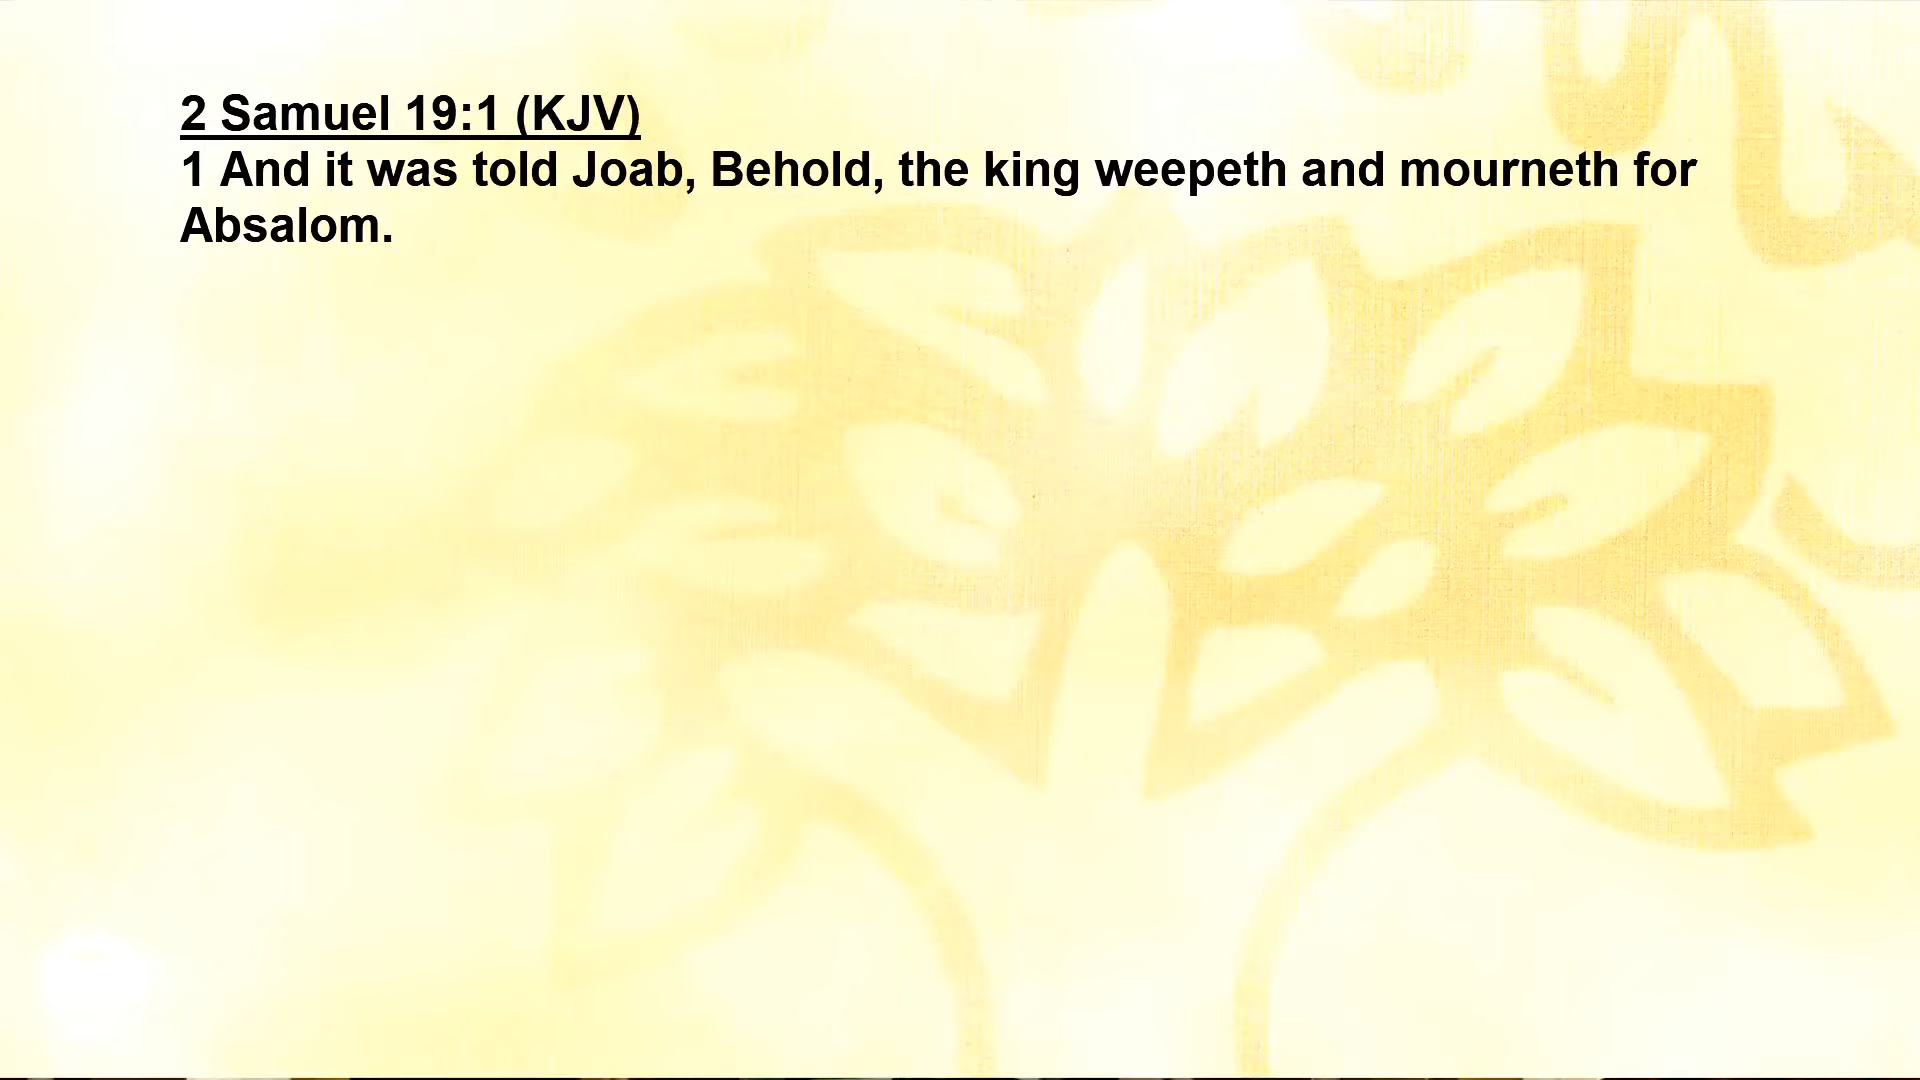 2 Samuel 19:1 (KJV)
1 And it was told Joab, Behold, the king weepeth and mourneth for
Absalom.